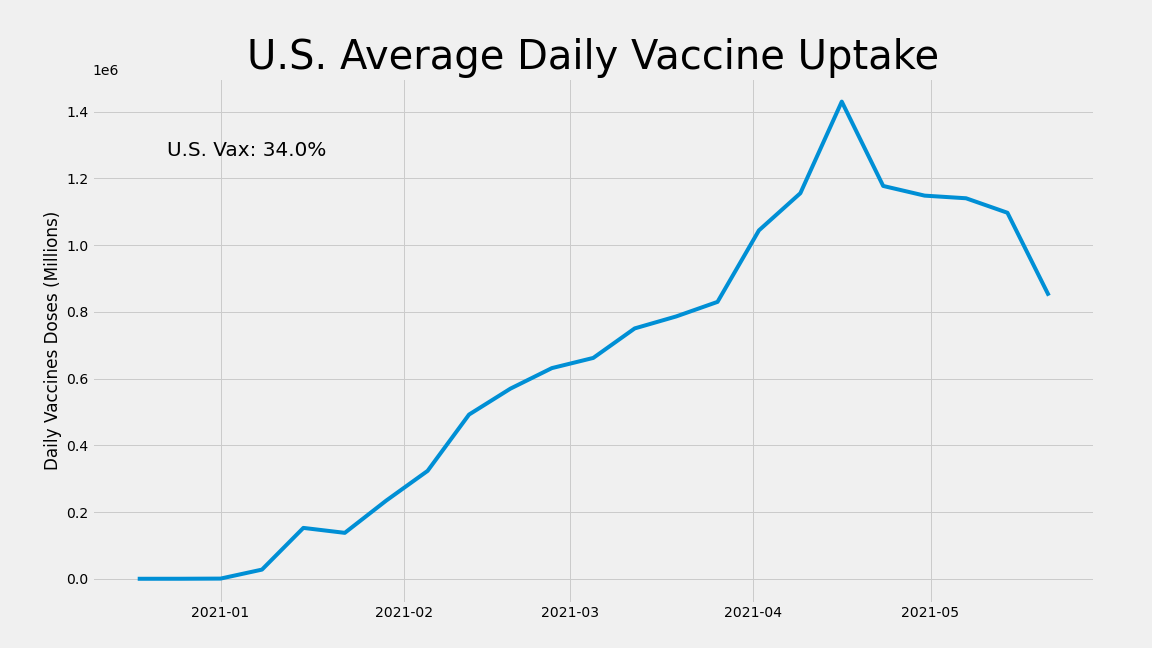 U.S. Average Daily Vaccine Uptake
1e6
1.4
U.S. Vax: 34.0%
1.2
1.0
0.8
0.6
0.4
0.2
0.0
Daily Vaccines Doses (Millions)
2021-01 2021-02 2021-03 2021-04 2021-05